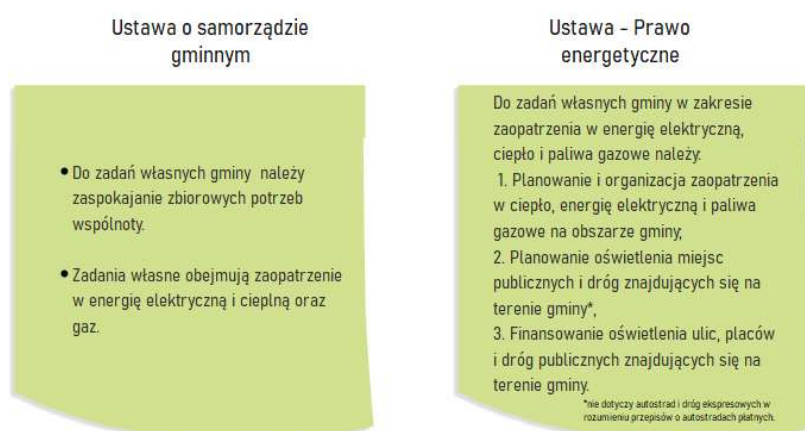 Ustawa o samorządzie
gminnym
• Do zadań własnych gminy należy
zaspokajanie zbiorowych potrzeb
wspólnoty.
• Zadania własne obejmują zaopatrzenie
w energię elektryczną i cieplną oraz
gaz.
Ustawa - Prawo
energetyczne
Do zadań własnych gminy w zakresie
zaopatrzenia w energię elektryczną,
ciepło i paliwa gazowe należy:
1. Planowanie i organizacja zaopatrzenia
w ciepło, energię elektryczną i paliwa
gazowe na obszarze gminy;
2. Planowanie oświetlenia miejsc
publicznych i dróg znajdujących się na
terenie gminy*,
3. Finansowanie oświetlenia ulic, placów
i dróg publicznych znajdujących się na
terenie gminy.
*nie dotyczy autostrad i dróg ekspresowych w
rozumieniu przepisów o autostradach płatnych.